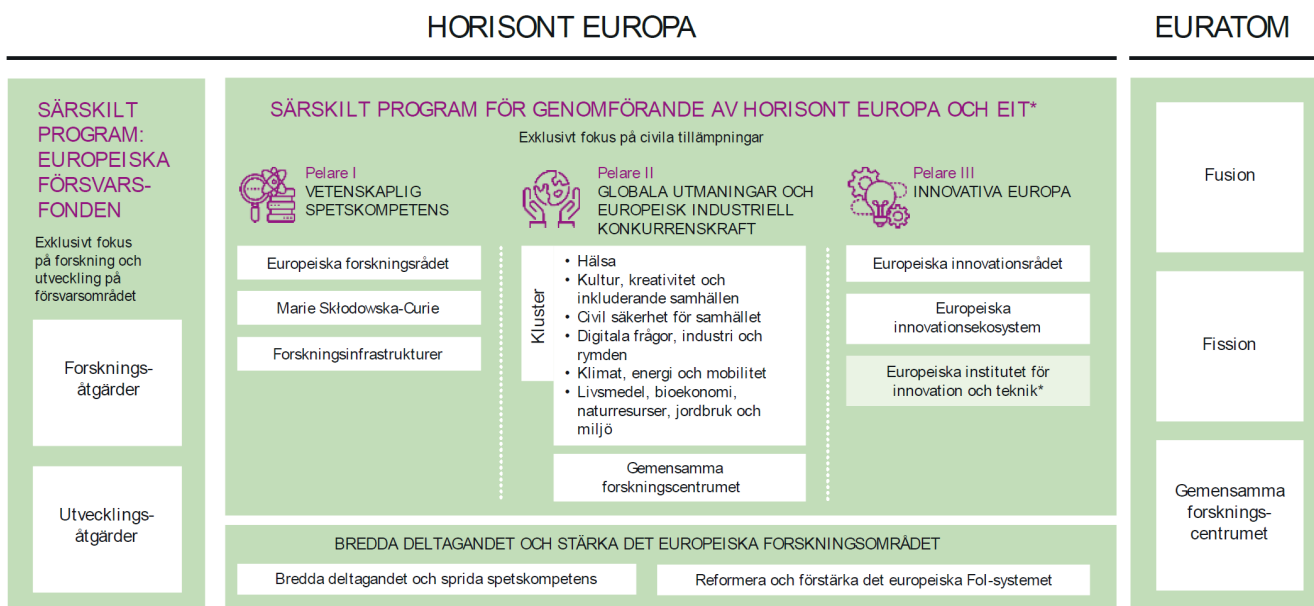 HORISONT EUROPA
EURATOM
SÄRSKILT
PROGRAM:
EUROPEISKA
FÖRSVARS-
FONDEN
Exklusivt fokus
på forskning och
utveckling på
försvarsområdet
Forsknings-
åtgärder
Utvecklings-
åtgärder
SÄRSKILT PROGRAM FÖR GENOMFÖRANDE AV HORISONT EUROPA OCH EIT*
Exklusivt fokus på civila tillämpningar
Pelare I
VETENSKAPLIG
SPETSKOMPETENS
Europeiska forskningsrådet
Marie Skłodowska-Curie
Forskningsinfrastrukturer
Pelare II
GLOBALA UTMANINGAR OCH
EUROPEISK INDUSTRIELL
KONKURRENSKRAFT
Kluster
• Hälsa
• Kultur, kreativitet och
inkluderande samhällen
• Civil säkerhet för samhället
• Digitala frågor, industri och
rymden
• Klimat, energi och mobilitet
• Livsmedel, bioekonomi,
naturresurser, jordbruk och
miljö
Gemensamma
forskningscentrumet
Pelare III
INNOVATIVA EUROPA
Europeiska innovationsrådet
Europeiska
innovationsekosystem
Europeiska institutet för
innovation och teknik*
BREDDA DELTAGANDET OCH STÄRKA DET EUROPEISKA FORSKNINGSOMRÅDET
Bredda deltagandet och sprida spetskompetens
Reformera och förstärka det europeiska FoI-systemet
Fusion
Fission
Gemensamma
forsknings-
centrumet